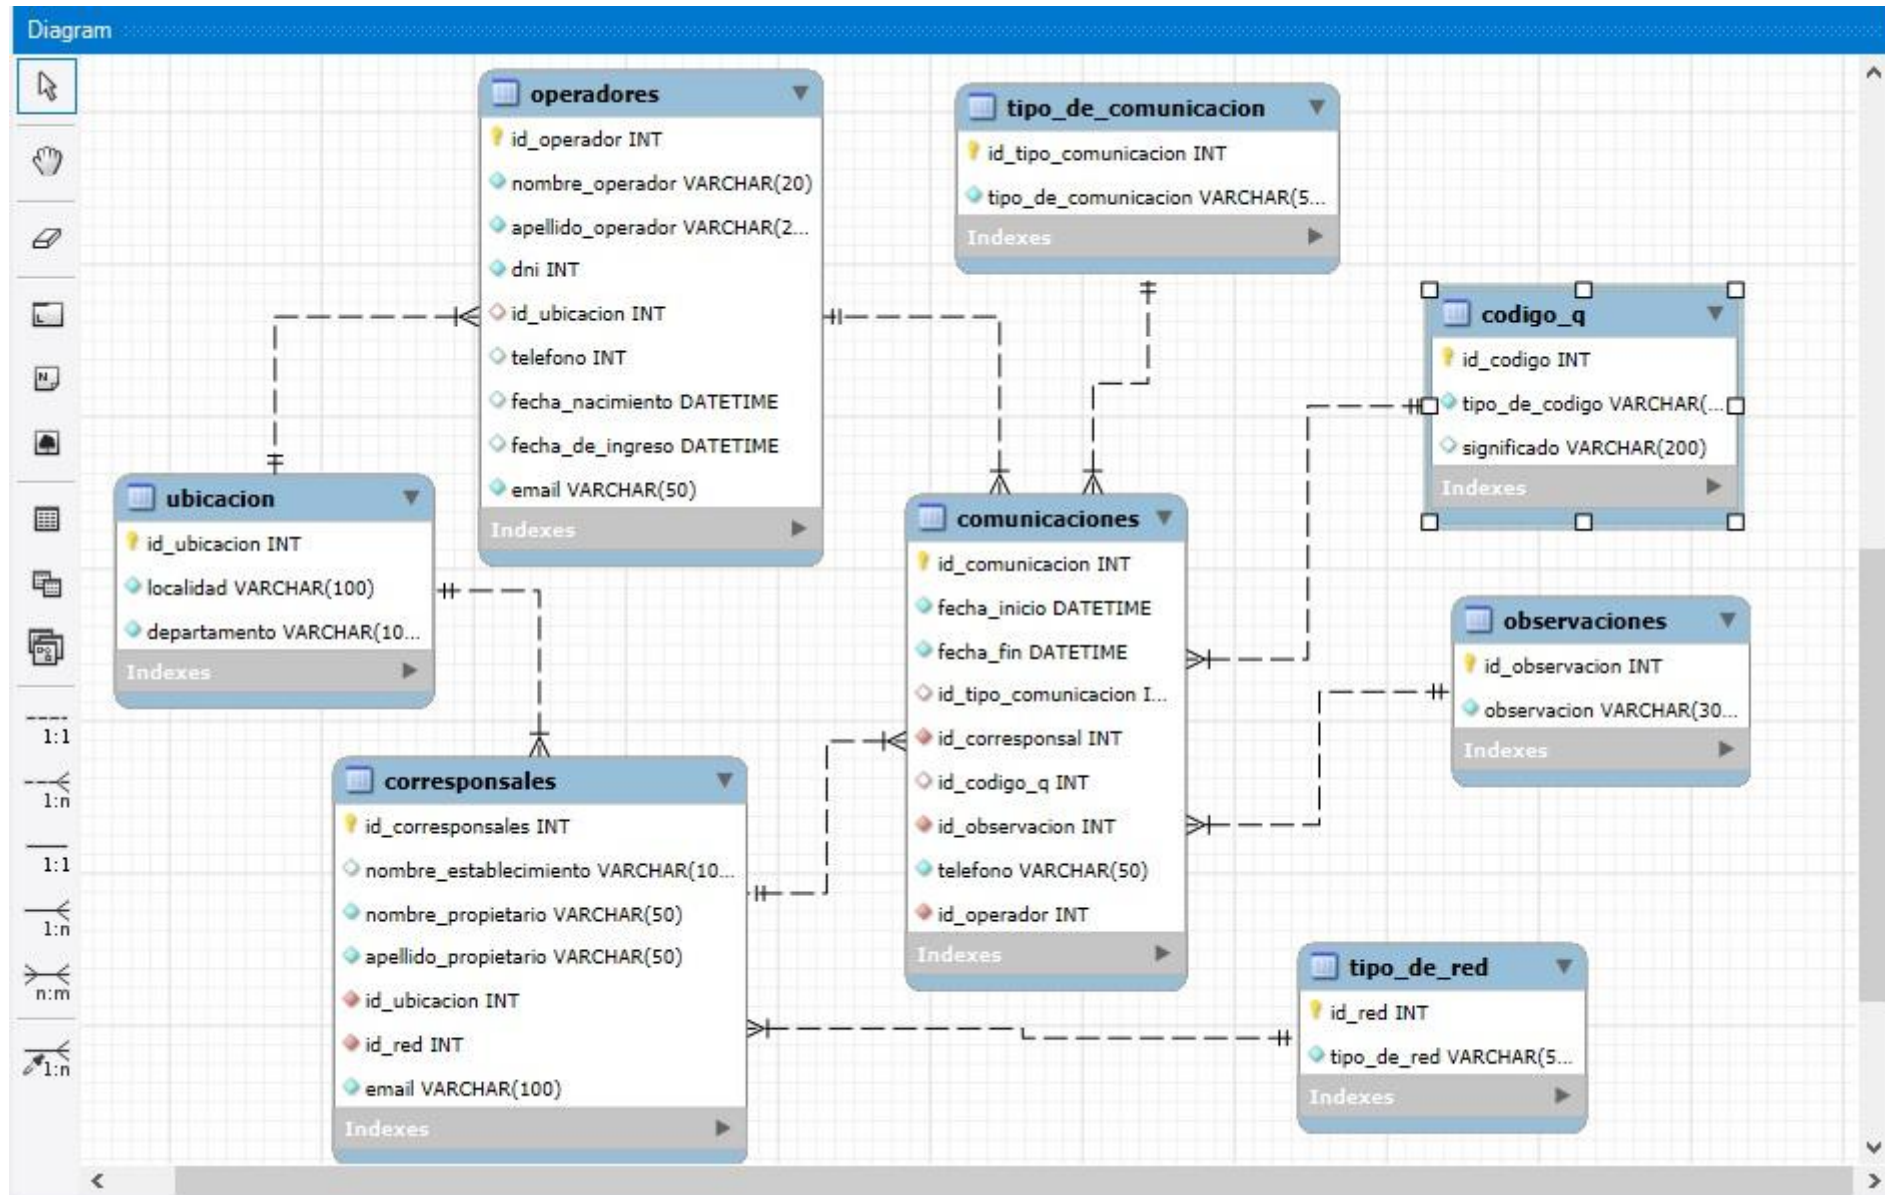 Diagram
operadores
id_operador INT
nombre_operador VARCHAR(20)
apellido_operador VARCHAR(2...
dni INT
id_ubicacion INT
telefono INT
fecha_nacimiento DATETIME
fecha_de_ingreso DATETIME
email VARCHAR(50)
Indexes
tipo_de_comunicacion
id_tipo_comunicacion INT
tipo_de_comunicacion VARCHAR(5...
Indexes
codigo_q
id_codigo INT
tipo_de_codigo VARCHAR(...
significado VARCHAR(200)
Indexes
ubicacion
id_ubicacion INT
localidad VARCHAR(100)
departamento VARCHAR(10...
Indexes
comunicaciones
id_comunicacion INT
fecha_inicio DATETIME
fecha_fin DATETIME
id_tipo_comunicacion I...
id_corresponsal INT
id_codigo_q INT
id_observacion INT
telefono VARCHAR(50)
id_operador INT
Indexes
observaciones
id_observacion INT
observacion VARCHAR(30...
Indexes
corresponsales
id_corresponsales INT
nombre_establecimiento VARCHAR(10...
nombre_propietario VARCHAR(50)
apellido_propietario VARCHAR(50)
id_ubicacion INT
id_red INT
email VARCHAR(100)
Indexes
tipo_de_red
id_red INT
tipo_de_red VARCHAR(5...
Indexes
L
N
1:1
1:n
1:1
1:n
n:m
1:n